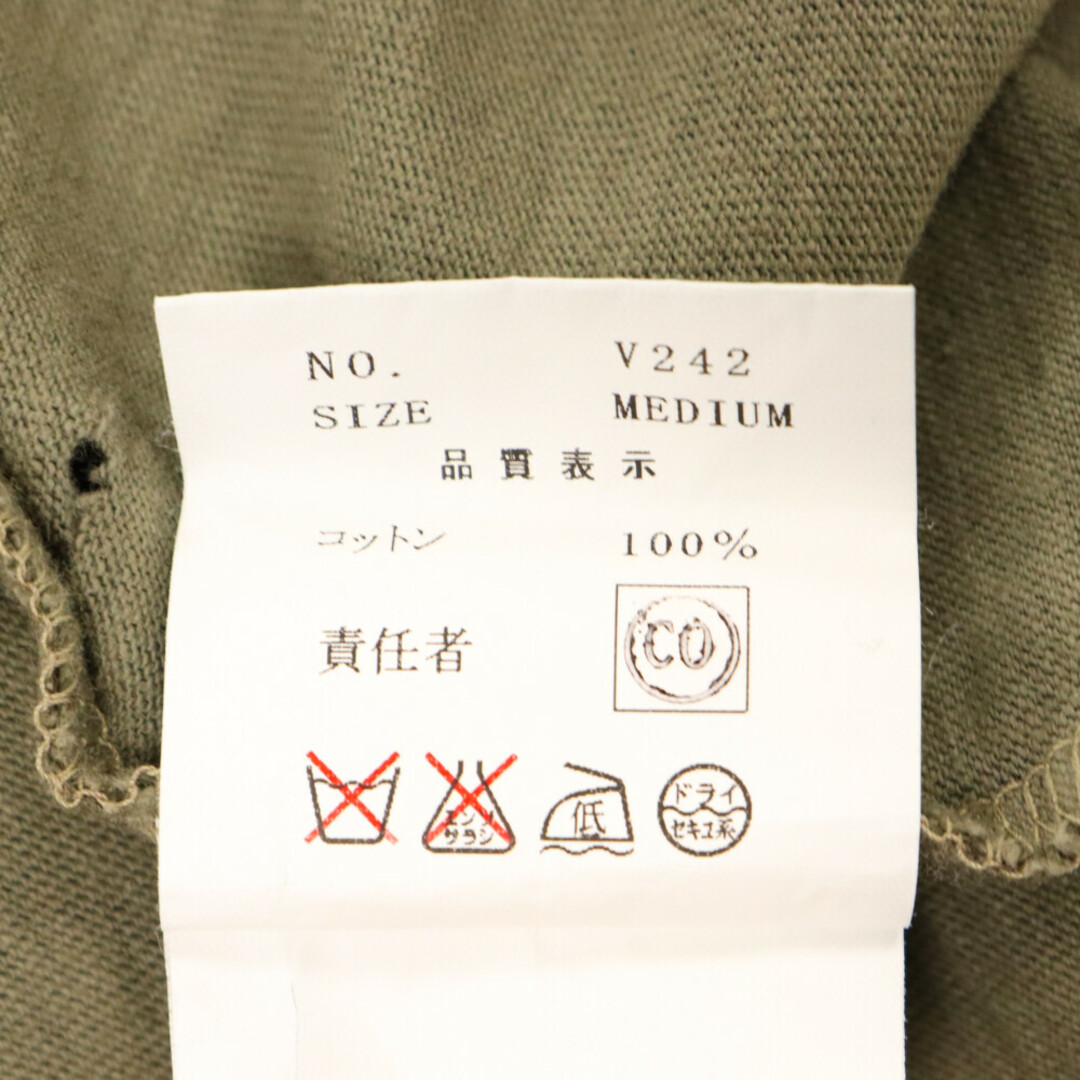 NO. V242
SIZE MEDIUM
品質表示
コットン 100%
責任者 CO
エンソ
サラシ
低
ドライ
セキユ系